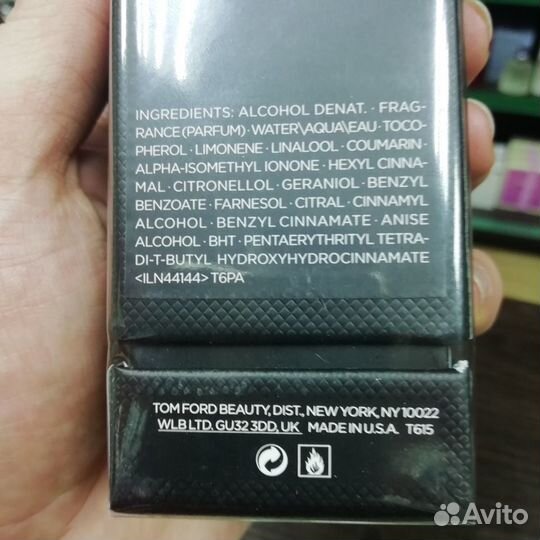 INGREDIENTS: ALCOHOL DENAT. · FRAG-
RANCE (PARFUM) · WATER\AQUA\EAU · TOCO-
PHEROL · LIMONENE · LINALOOL · COUMARIN ·
ALPHA-ISOMETHYL IONONE · HEXYL CINNA-
MAL · CITRONELLOL · GERANIOL · BENZYL
BENZOATE · FARNESOL · CITRAL · CINNAMYL
ALCOHOL · BENZYL CINNAMATE · ANISE
ALCOHOL · BHT · PENTAERYTHRITYL TETRA-
DI-T-BUTYL HYDROXYHYDROCINNAMATE
<ILN44144> T6PA
TOM FORD BEAUTY, DIST., NEW YORK, NY 10022
WLB LTD. GU32 3DD, UK MADE IN U.S.A. T615
Avito